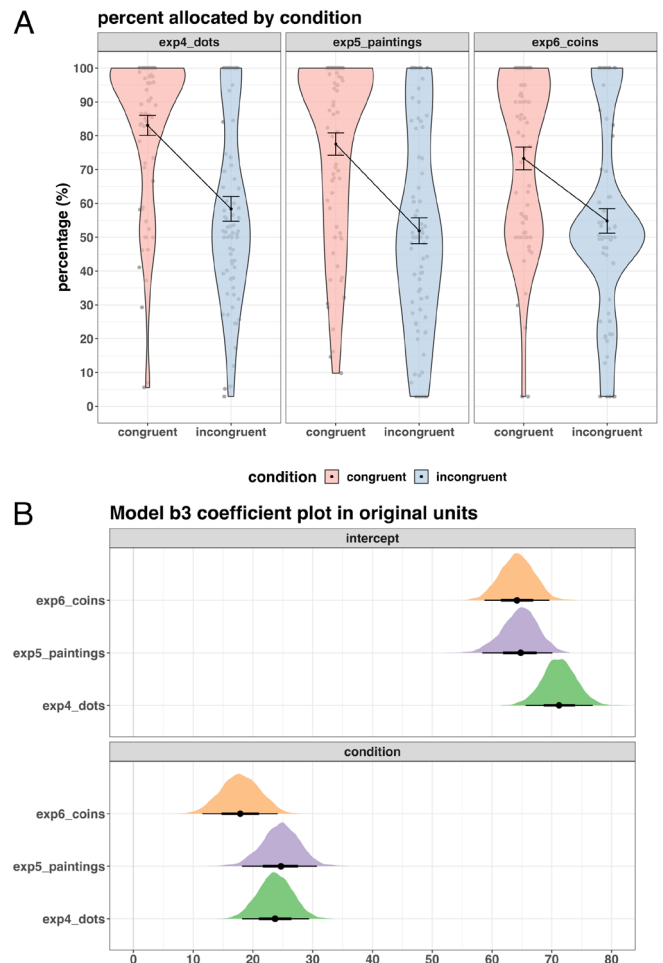 A
percent allocated by condition
exp4_dots exp5_paintings exp6_coins
percentage (%)
100
90
80
70
60
50
40
30
20
10
0
congruent incongruent congruent incongruent congruent incongruent
condition congruent incongruent
B
Model b3 coefficient plot in original units
intercept
exp6_coins
exp5_paintings
exp4_dots
condition
exp6_coins
exp5_paintings
exp4_dots
0 10 20 30 40 50 60 70 80